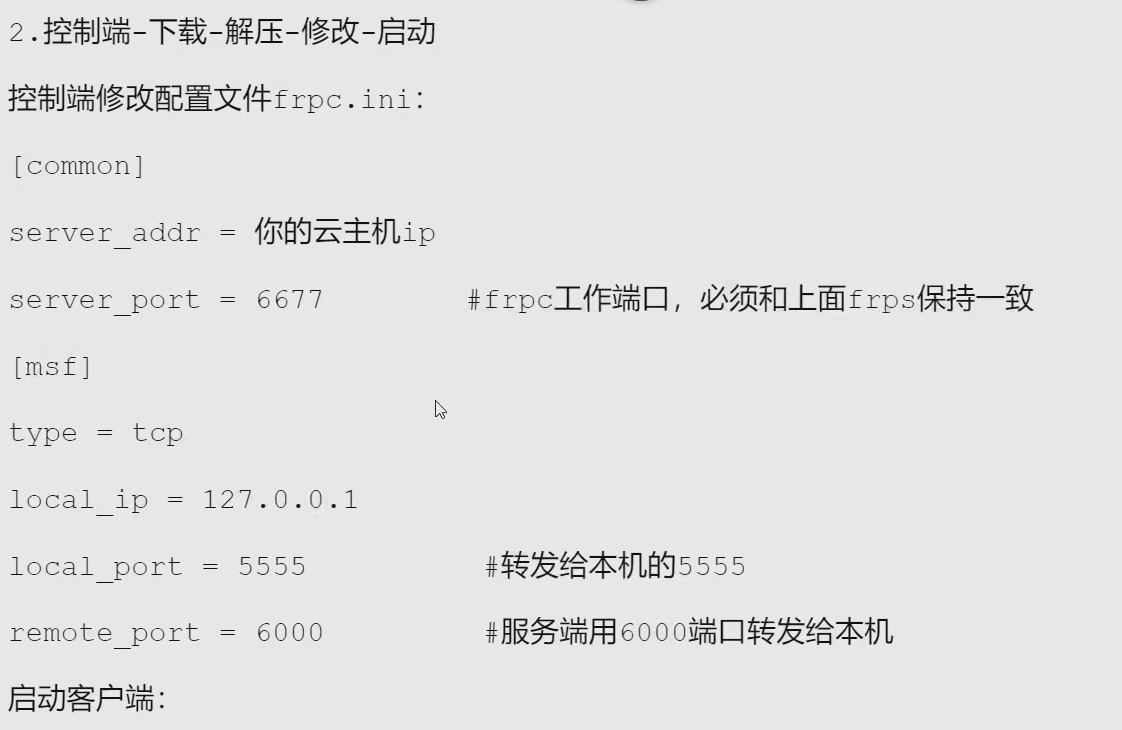 2.控制端-下载-解压-修改-启动
控制端修改配置文件frpc.ini:
[common]
server_addr = 你的云主机ip
server_port = 6677 #frpc工作端口，必须和上面frps保持一致
[msf]
type = tcp
local_ip = 127.0.0.1
local_port = 5555 #转发给本机的5555
remote_port = 6000 #服务端用6000端口转发给本机
启动客户端: